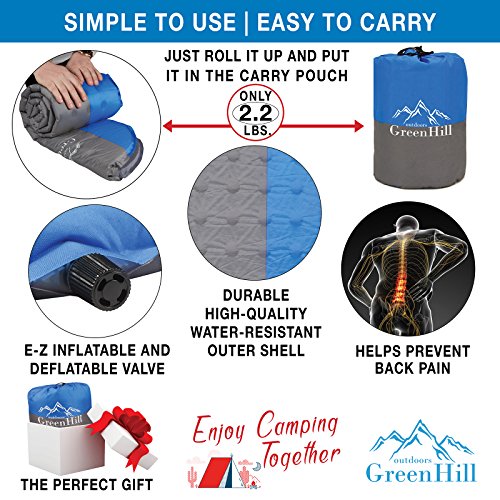 SIMPLE TO USE | EASY TO CARRY
JUST ROLL IT UP AND PUT
IT IN THE CARRY POUCH
ONLY
2.2
LBS.
outdoors
GreenHill
E-Z INFLATABLE AND
DEFLATABLE VALVE
DURABLE
HIGH-QUALITY
WATER-RESISTANT
OUTER SHELL
HELPS PREVENT
BACK PAIN
THE PERFECT GIFT
Enjoy Camping
Together
outdoors
GreenHill